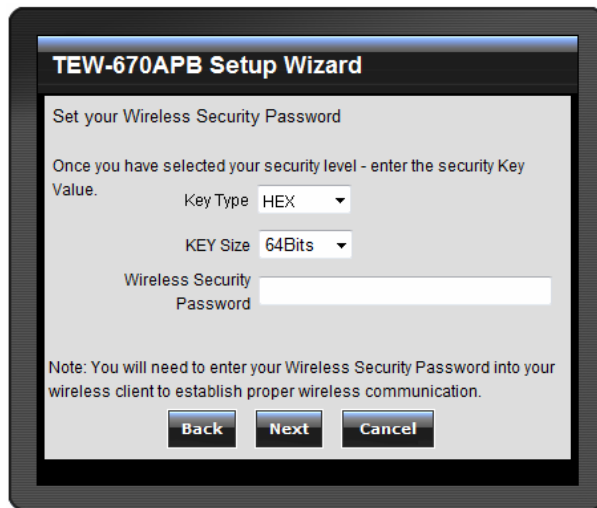 TEW-670APB Setup Wizard
Set your Wireless Security Password
Once you have selected your security level - enter the security Key
Value.
Key Type HEX
KEY Size 64Bits
Wireless Security
Password
Note: You will need to enter your Wireless Security Password into your
wireless client to establish proper wireless communication.
Back Next Cancel